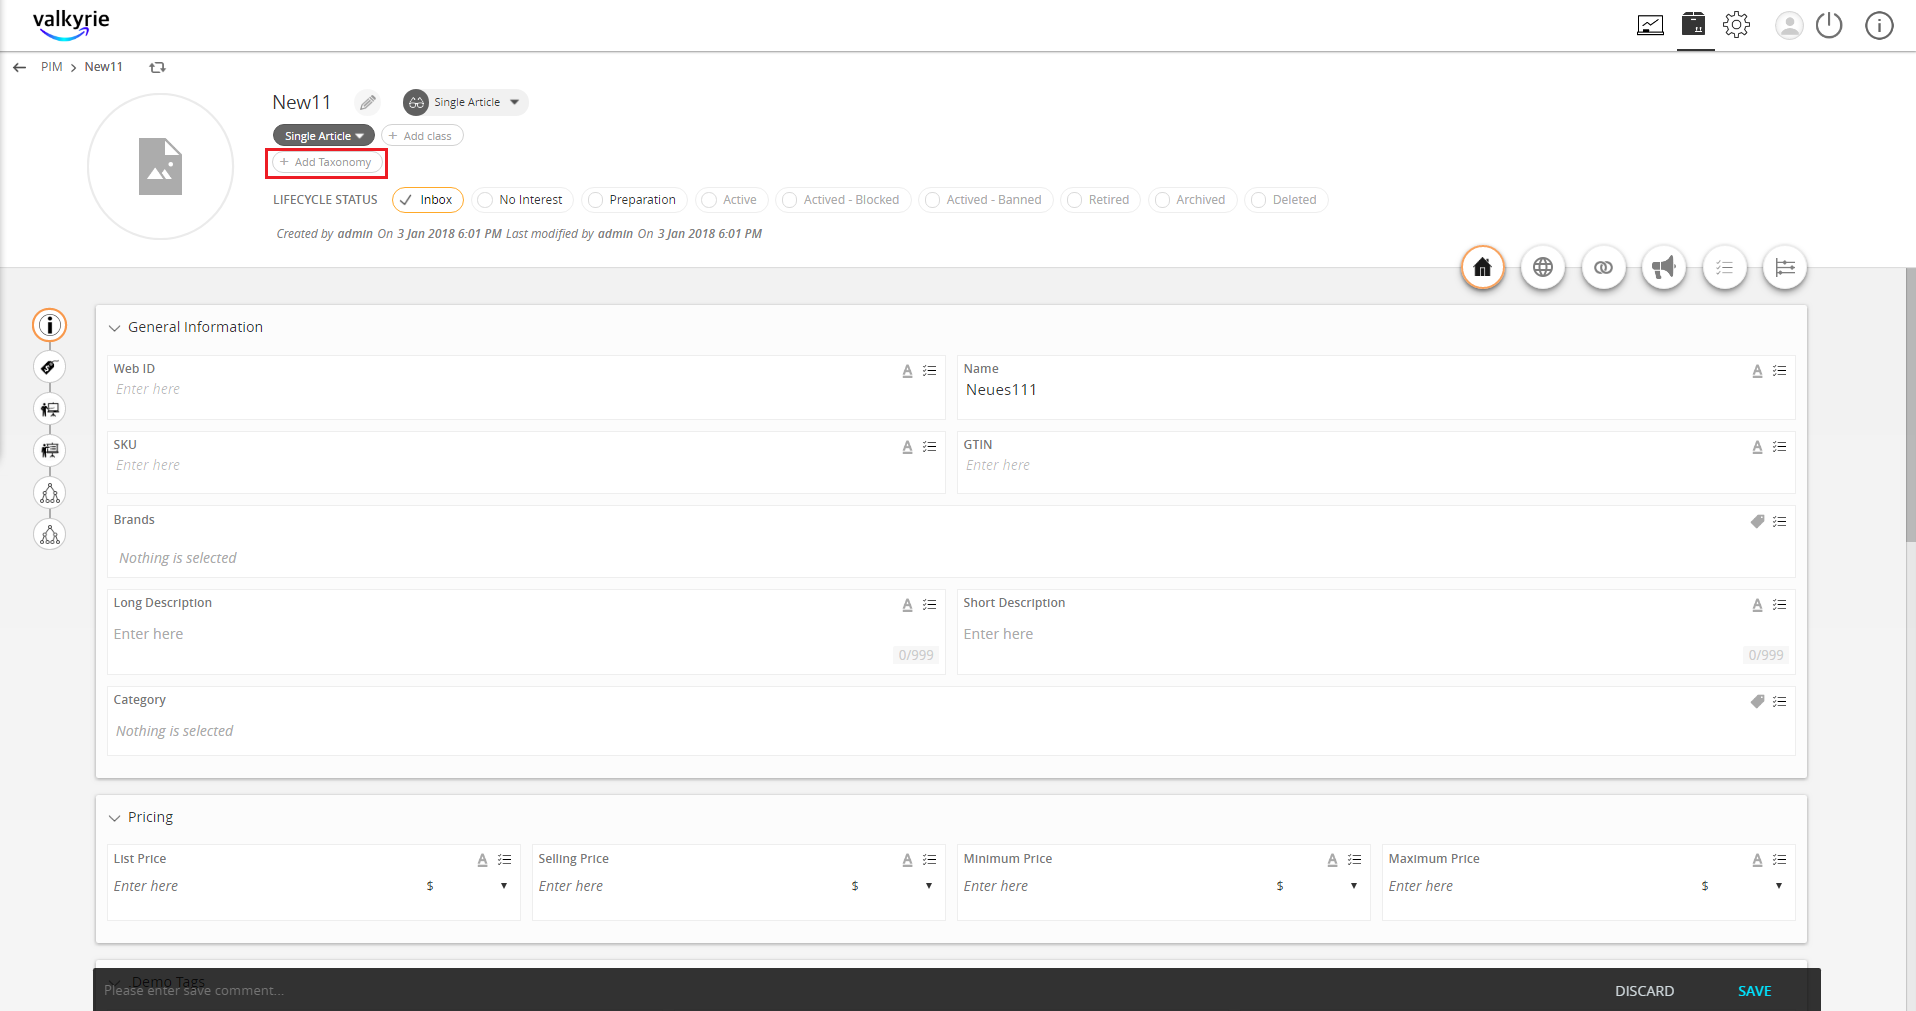 valkyrie
PIM > New11
New11
Single Article
Single Article
+ Add class
+ Add Taxonomy
LIFECYCLE STATUS
Inbox
No Interest
Preparation
Active
Actived - Blocked
Actived - Banned
Retired
Archived
Deleted
Created by admin On 3 Jan 2018 6:01 PM Last modified by admin On 3 Jan 2018 6:01 PM
General Information
Web ID
Enter here
Name
Neues111
SKU
Enter here
GTIN
Enter here
Brands
Nothing is selected
Long Description
Enter here
0/999
Short Description
Enter here
0/999
Category
Nothing is selected
Pricing
List Price
Enter here
$
Selling Price
Enter here
$
Minimum Price
Enter here
$
Maximum Price
Enter here
$
Demo Tags
Please enter save comment...
DISCARD
SAVE